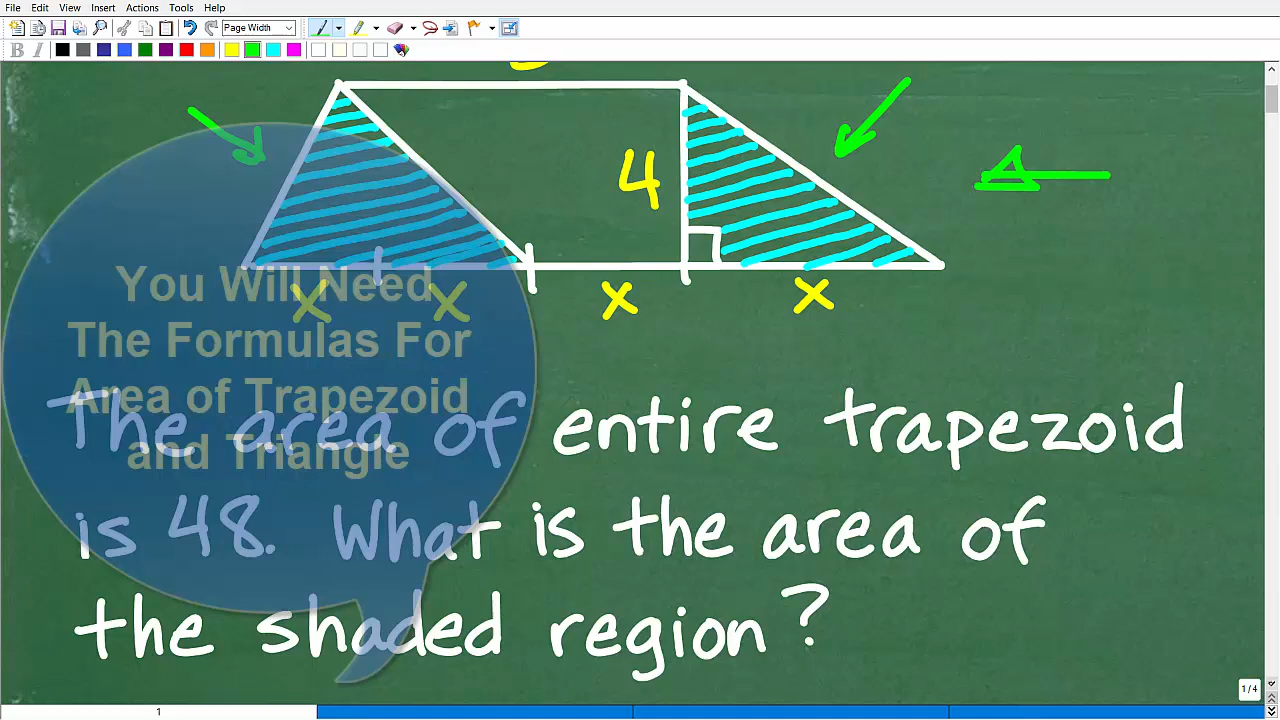 File Edit View Insert Actions Tools Help
Page Width
B I
4
x x x x
You Will Need
The Formulas For
Area of Trapezoid
and Triangle
The area of entire trapezoid
is 48. What is the area of
the shaded region?
1/4
1